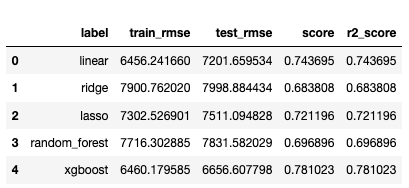 label train_rmse test_rmse score r2_score
0 linear 6456.241660 7201.659534 0.743695 0.743695
1 ridge 7900.762020 7998.884434 0.683808 0.683808
2 lasso 7302.526901 7511.094828 0.721196 0.721196
3 random_forest 7716.302885 7831.582029 0.696896 0.696896
4 xgboost 6460.179585 6656.607798 0.781023 0.781023